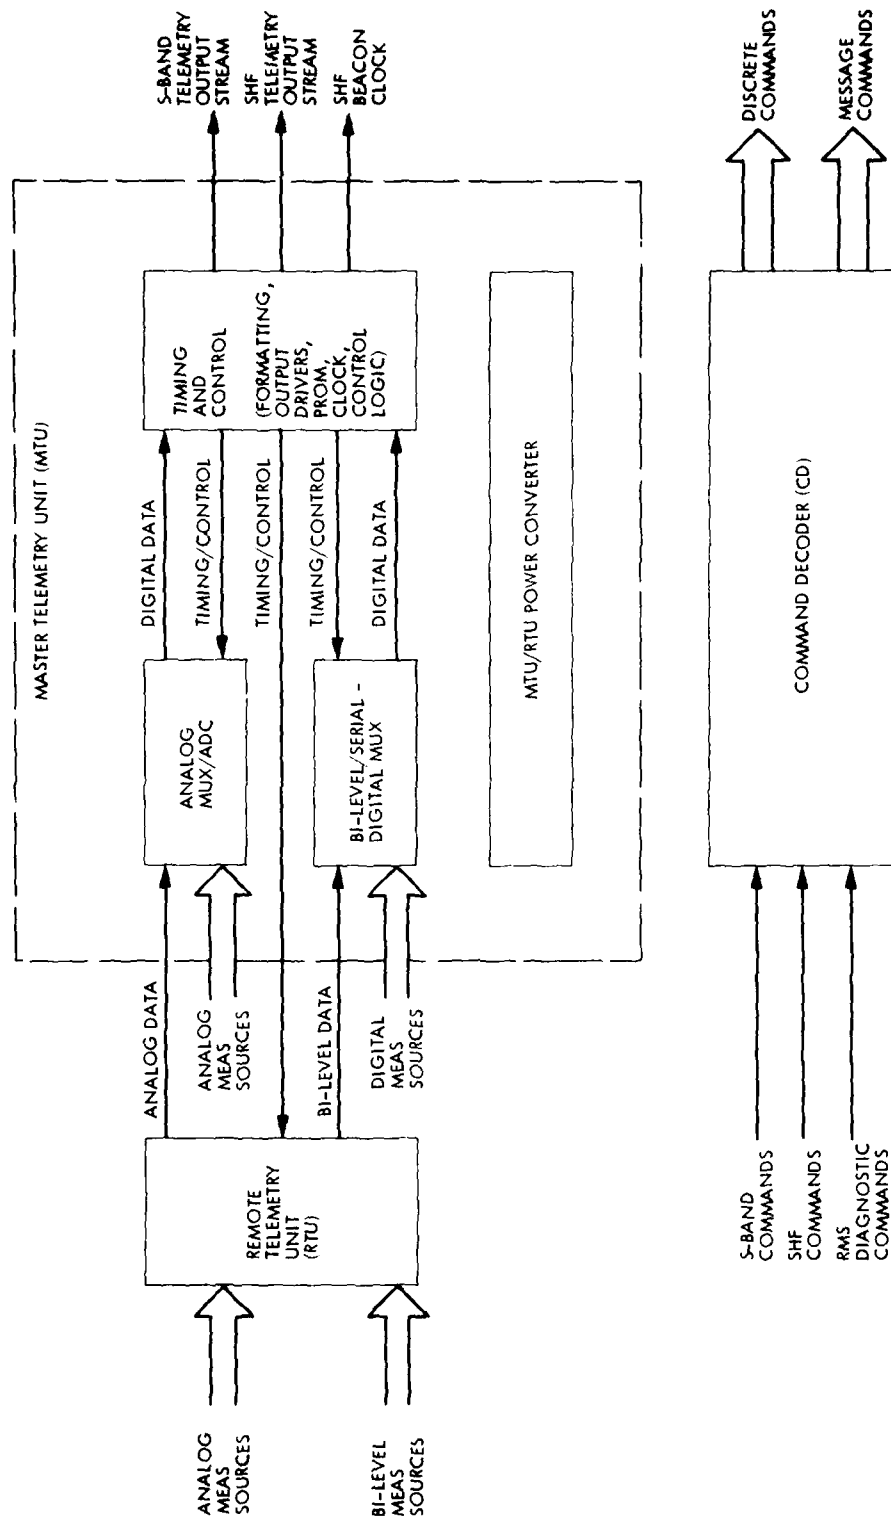 MASTER TELEMETRY UNIT (MTU)
ANALOG
MEAS
SOURCES
BI-LEVEL
MEAS
SOURCES
REMOTE
TELEMETRY
UNIT
(RTU)
ANALOG DATA
ANALOG
MEAS
SOURCES
BI-LEVEL DATA
DIGITAL
MEAS
SOURCES
ANALOG
MUX/ADC
BI-LEVEL/SERIAL -
DIGITAL MUX
DIGITAL DATA
TIMING/CONTROL
TIMING/CONTROL
TIMING/CONTROL
DIGITAL DATA
TIMING
AND
CONTROL
(FORMATTING,
OUTPUT
DRIVERS,
PROM,
CLOCK,
CONTROL
LOGIC)
S-BAND
TELEMETRY
OUTPUT
STREAM
SHF
TELEMETRY
OUTPUT
STREAM
SHF
BEACON
CLOCK
MTU/RTU POWER CONVERTER
S-BAND
COMMANDS
SHF
COMMANDS
RMS
DIAGNOSTIC
COMMANDS
COMMAND DECODER (CD)
DISCRETE
COMMANDS
MESSAGE
COMMANDS